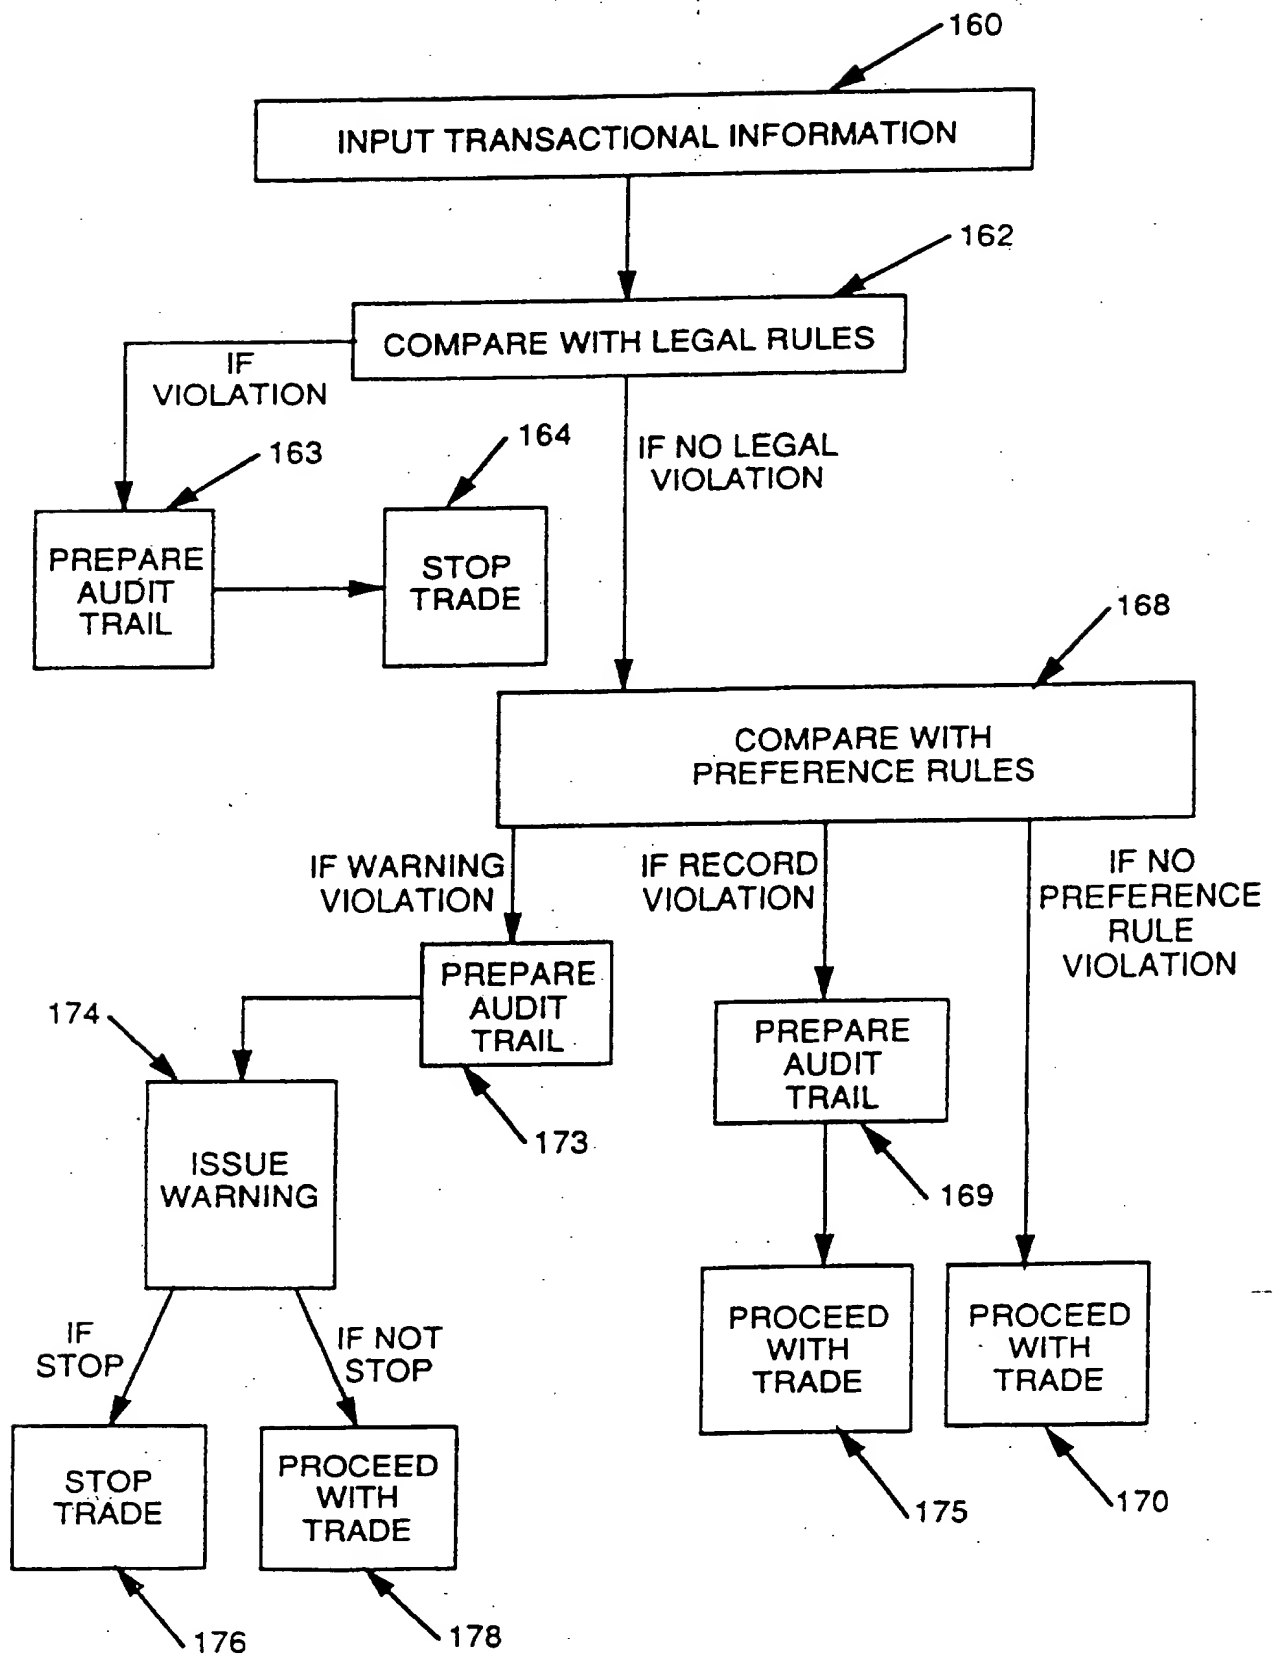 160
INPUT TRANSACTIONAL INFORMATION
162
COMPARE WITH LEGAL RULES
IF
VIOLATION
163
164
IF NO LEGAL
VIOLATION
PREPARE
AUDIT
TRAIL
STOP
TRADE
168
COMPARE WITH
PREFERENCE RULES
IF WARNING
VIOLATION
IF RECORD
VIOLATION
IF NO
PREFERENCE
RULE
VIOLATION
PREPARE
AUDIT
TRAIL
174
173
PREPARE
AUDIT
TRAIL
169
ISSUE
WARNING
IF
STOP
IF NOT
STOP
PROCEED
WITH
TRADE
PROCEED
WITH
TRADE
175
170
STOP
TRADE
PROCEED
WITH
TRADE
176
178